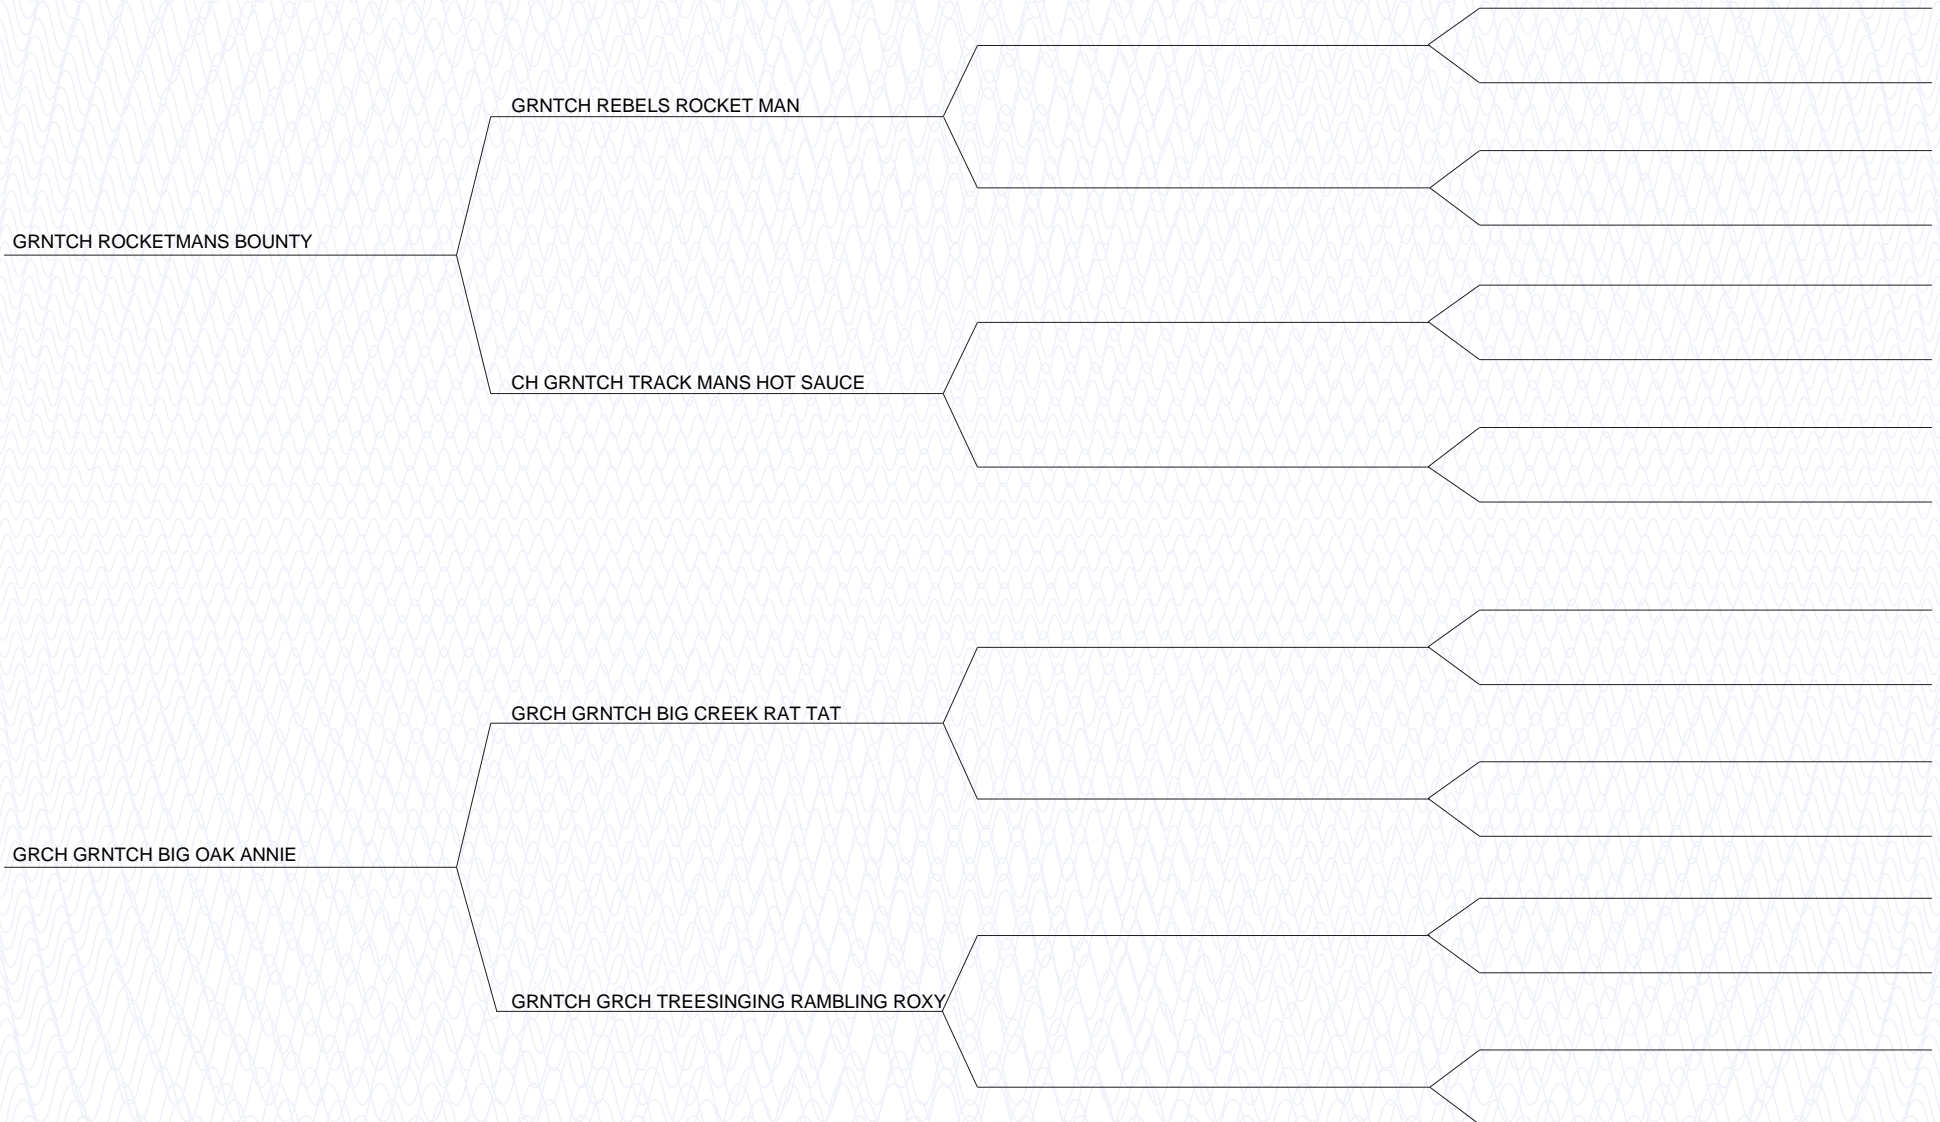 GRNTCH REBELS ROCKET MAN
GRNTCH ROCKETMANS BOUNTY
CH GRNTCH TRACK MANS HOT SAUCE
GRCH GRNTCH BIG CREEK RAT TAT
GRCH GRNTCH BIG OAK ANNIE
GRNTCH GRCH TREESINGING RAMBLING ROXY